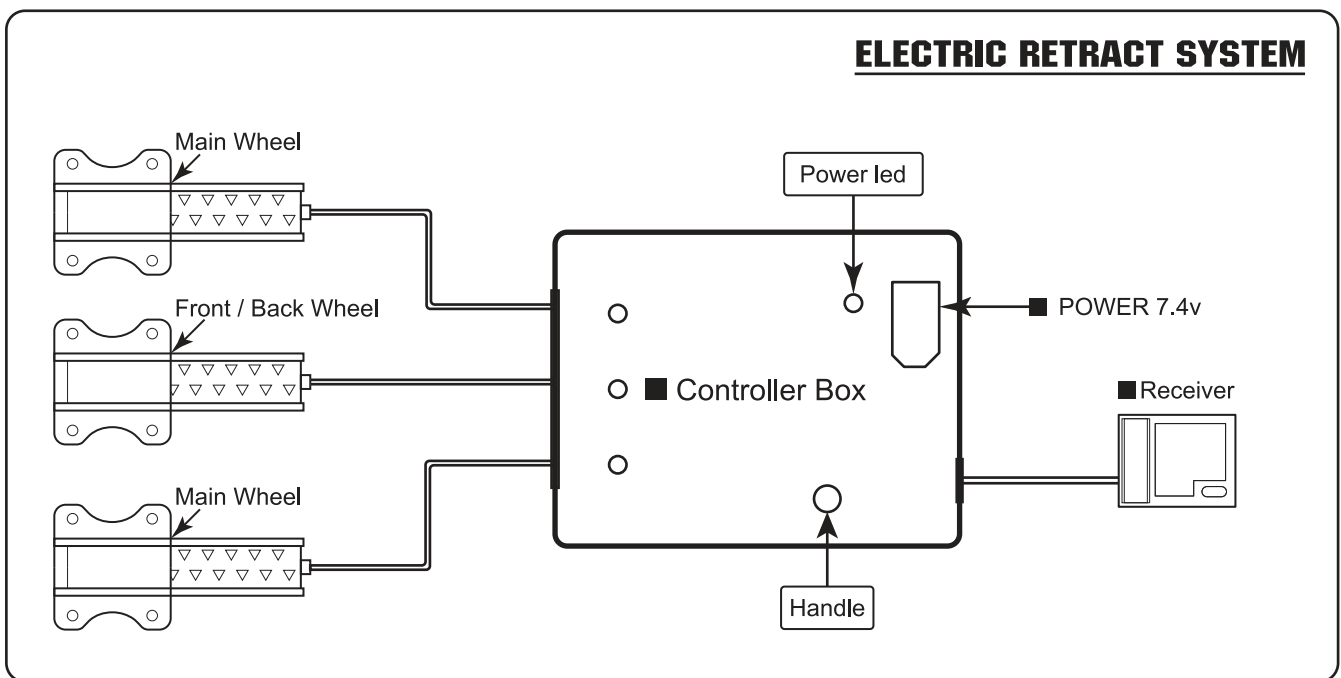 ELECTRIC RETRACT SYSTEM
Main Wheel
Power led
Front / Back Wheel
POWER 7.4v
Controller Box
Receiver
Main Wheel
Handle